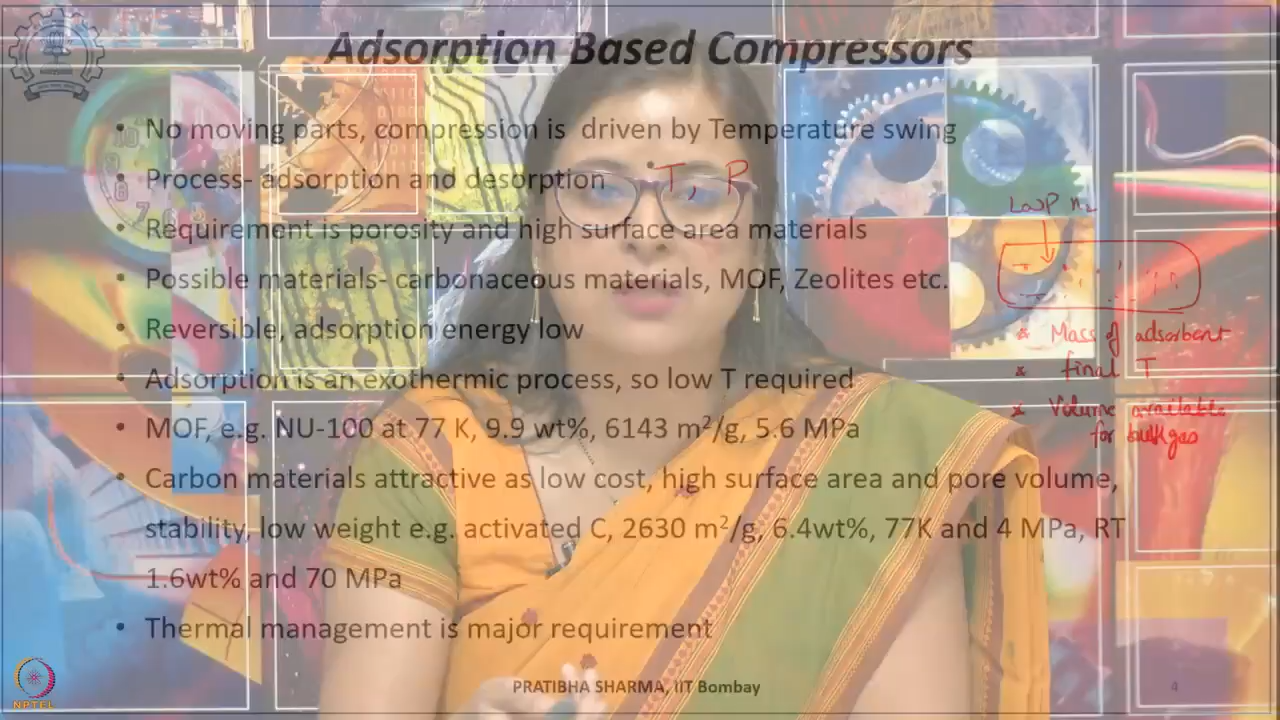 Adsorption Based Compressors
• No moving parts, compression is driven by Temperature swing
• Process- adsorption and desorption T, P
• Requirement is porosity and high surface area materials
• Possible materials- carbonaceous materials, MOF, Zeolites etc.
• Reversible, adsorption energy low
• Adsorption is an exothermic process, so low T required
• MOF, e.g. NU-100 at 77 K, 9.9 wt%, 6143 m²/g, 5.6 MPa
• Carbon materials attractive as low cost, high surface area and pore volume,
stability, low weight e.g. activated C, 2630 m²/g, 6.4wt%, 77K and 4 MPa, RT
1.6wt% and 70 MPa
• Thermal management is major requirement
Low P H₂
* Mass of adsorbent
* final T
* Volume available
for bulk gas
PRATIBHA SHARMA, IIT Bombay
4
NPTEL